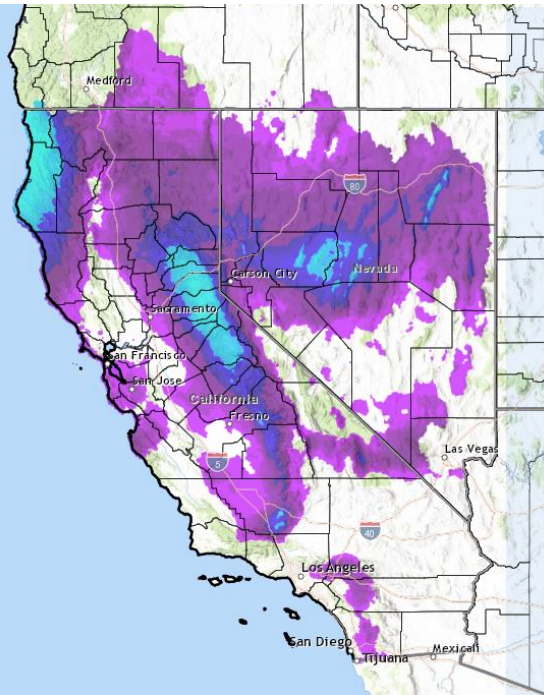 Medford
80
Carson City
Nevada
Sacramento
San Francisco
San Jose
California
Fresno
5
Las Vegas
40
Los Angeles
San Diego
Mexicali
Tijuana